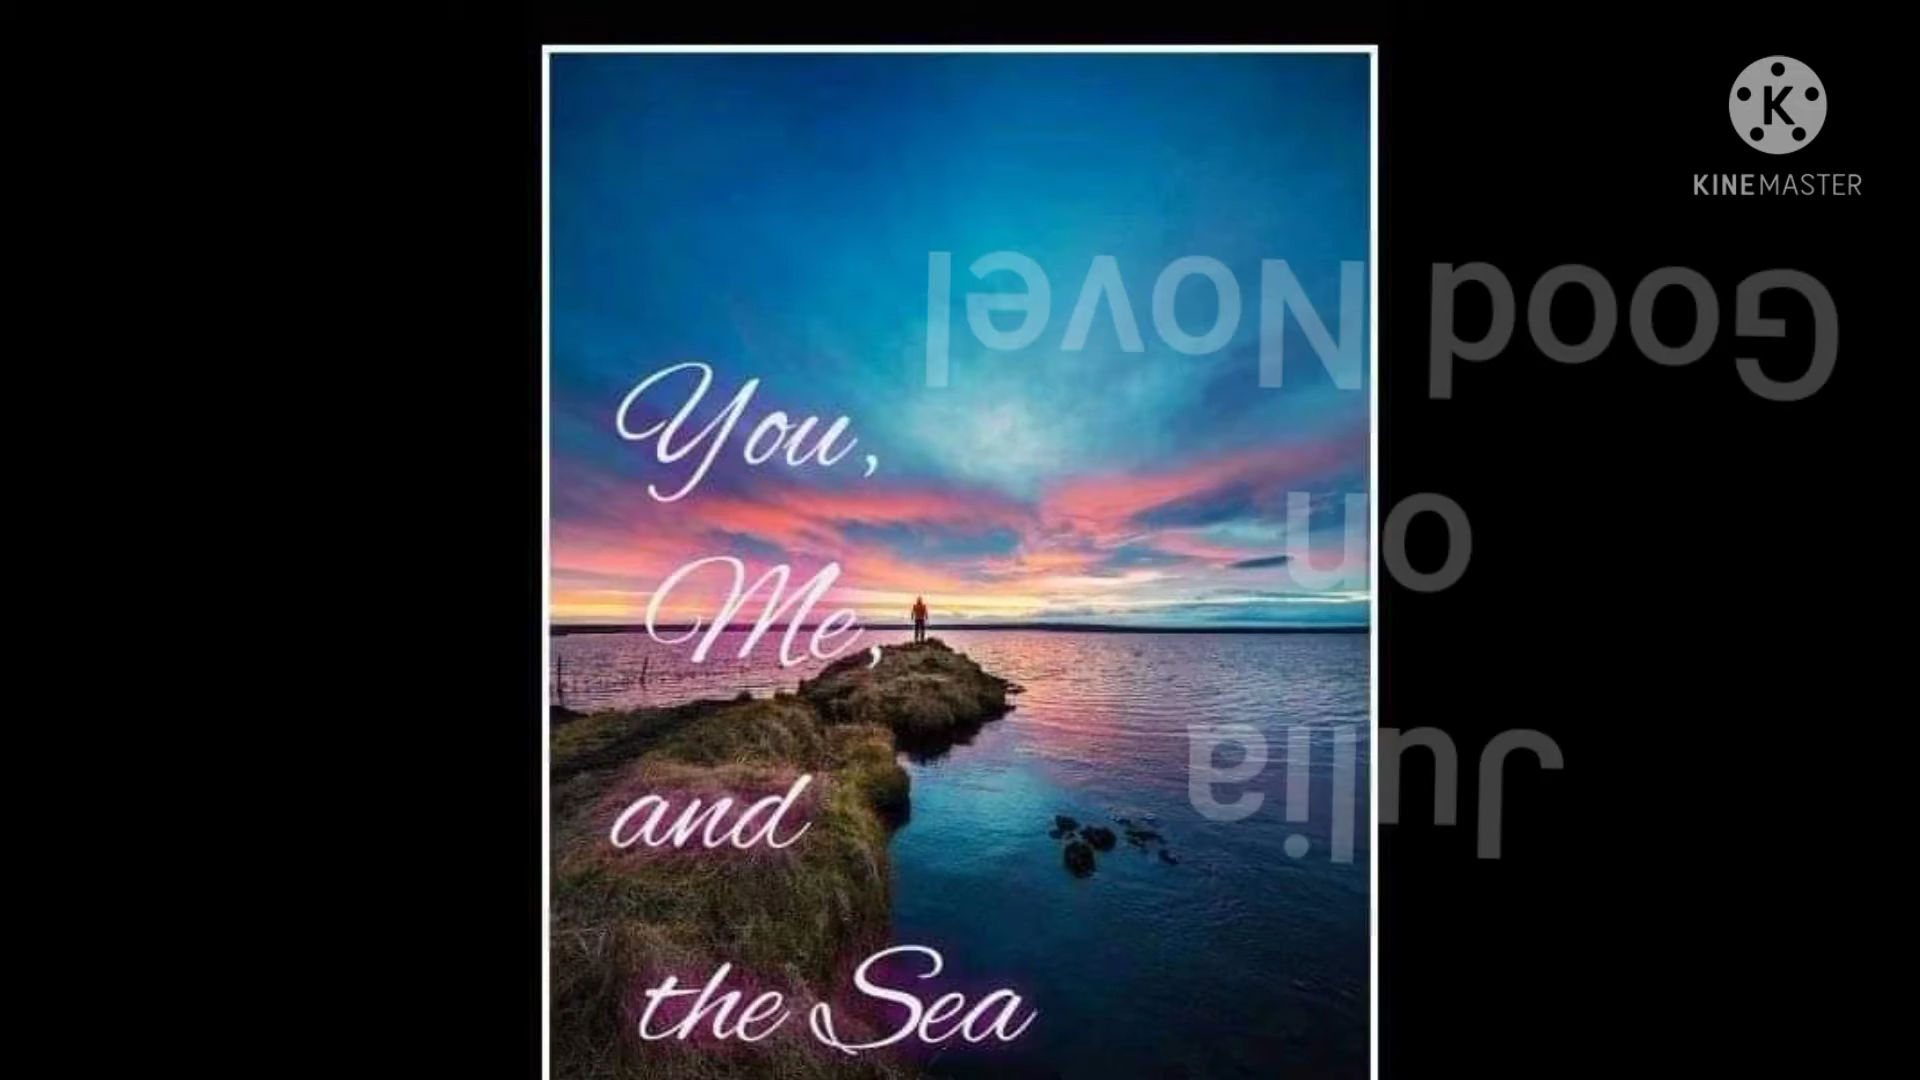 KINEMASTER
You,
Me,
and
the Sea
Julia
on
Good Novel